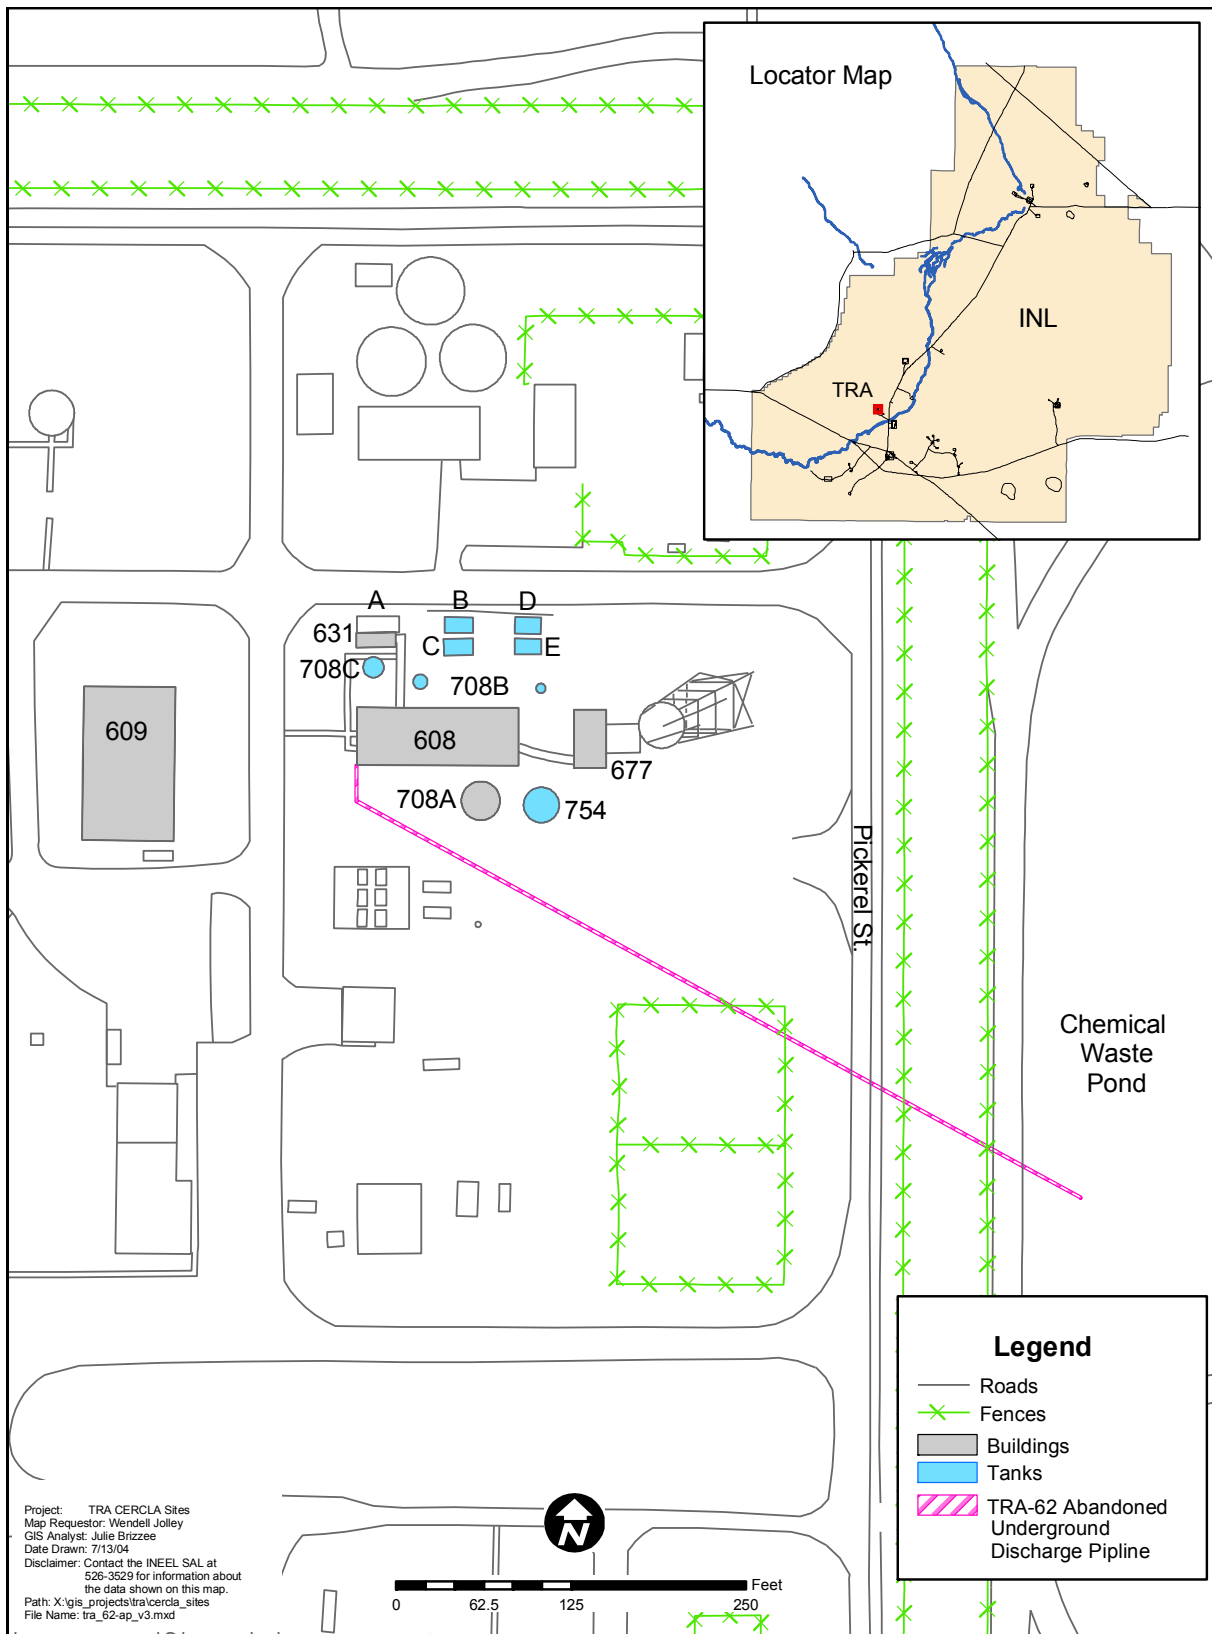 Locator Map
INL
TRA
A
B
D
631
C
E
708C
708B
609
608
677
708A
754
Pickerel St.
Chemical
Waste
Pond
Legend
Roads
Fences
Buildings
Tanks
TRA-62 Abandoned
Underground
Discharge Pipline
Project: TRA CERCLA Sites
Map Requestor: Wendell Jolley
GIS Analyst: Julie Brizzee
Date Drawn: 7/13/04
Disclaimer: Contact the INEEL SAL at
526-3529 for information about
the data shown on this map.
Path: X:\gis_projects\tra\cercla_sites
File Name: tra_62-ap_v3.mxd
N
Feet
0 62.5 125 250